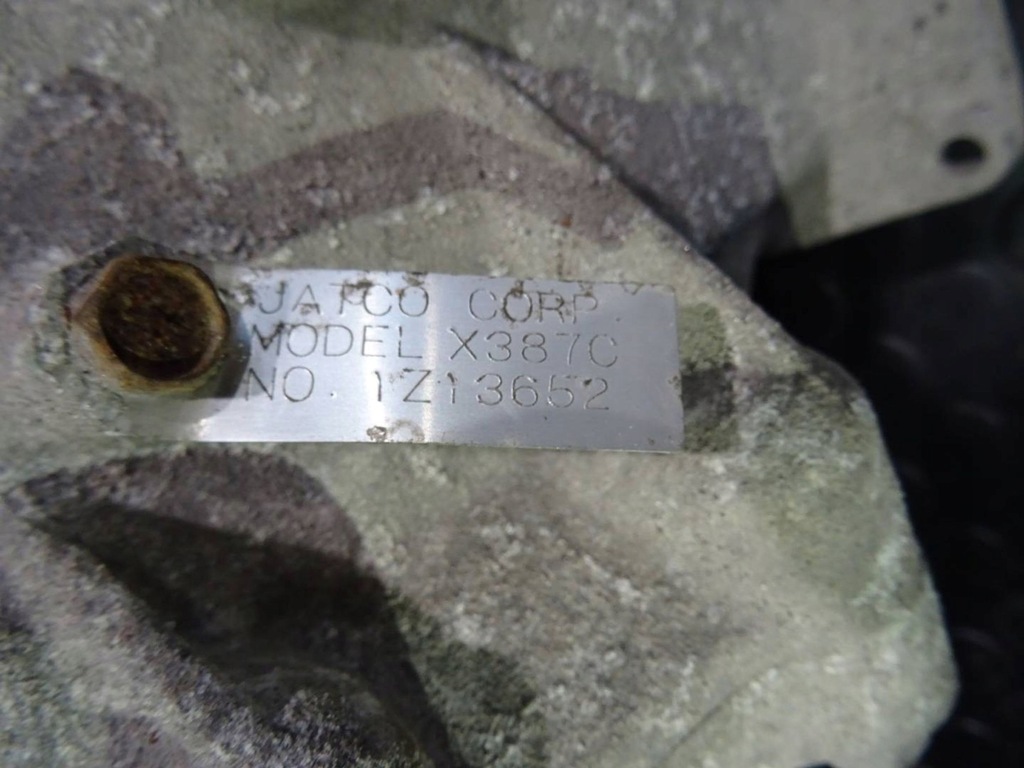 JATCO CORP.
MODEL X387C
NO. 1Z13652